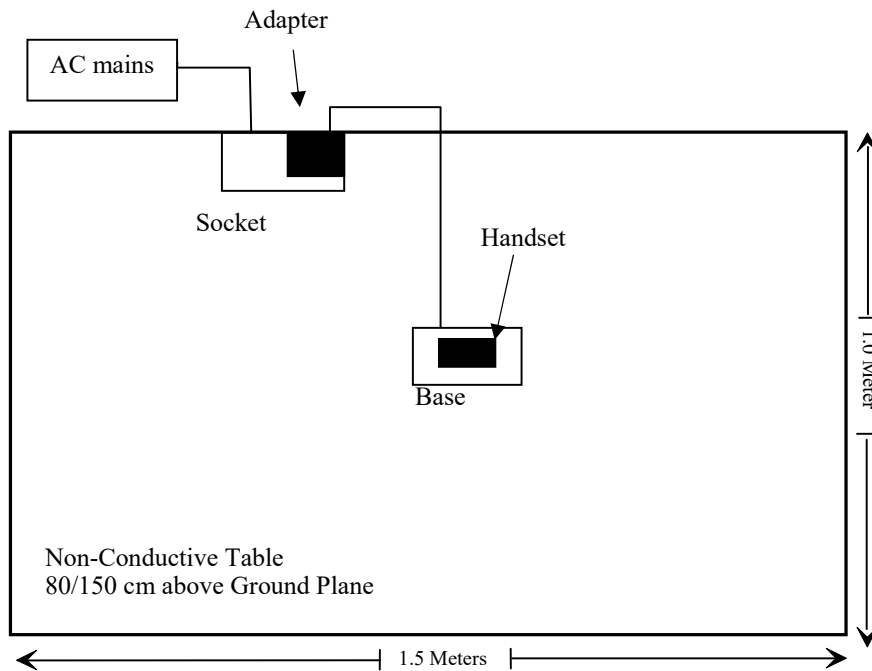 Adapter
AC mains
Socket
Handset
Base
1.0 Meter
Non-Conductive Table
80/150 cm above Ground Plane
1.5 Meters